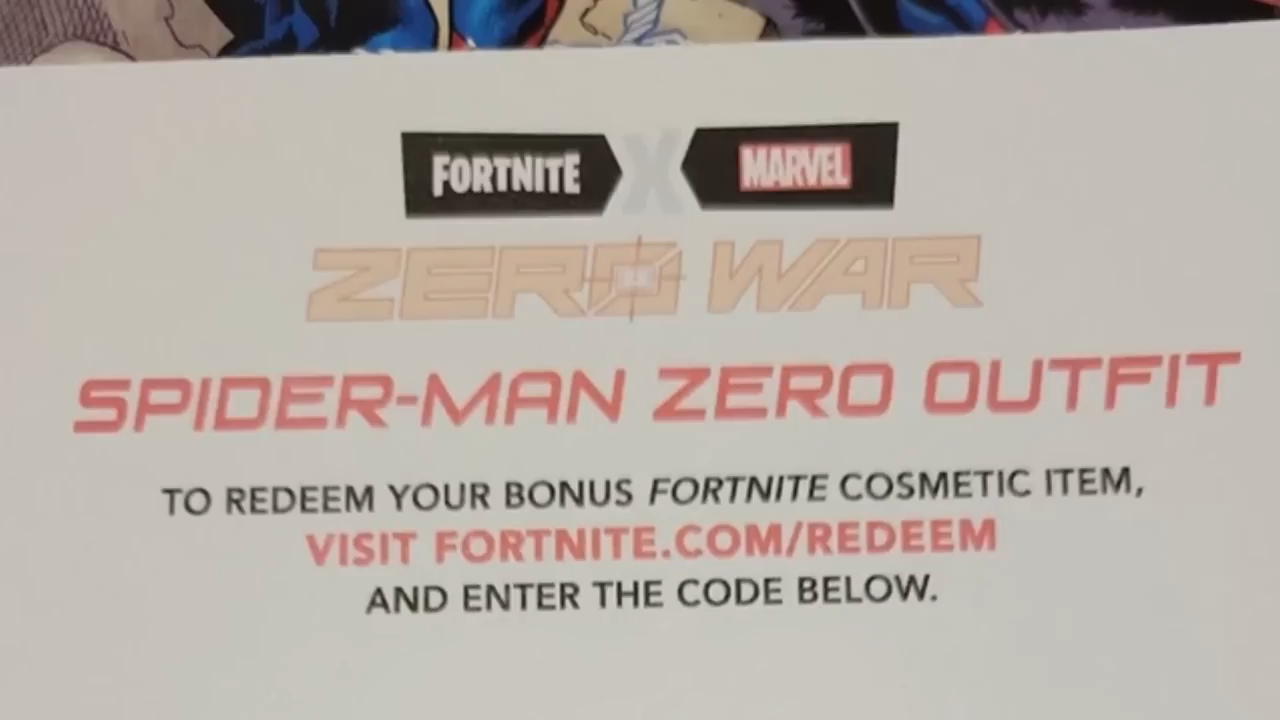 FORTNITE X MARVEL
ZERO WAR
SPIDER-MAN ZERO OUTFIT
TO REDEEM YOUR BONUS FORTNITE COSMETIC ITEM,
VISIT FORTNITE.COM/REDEEM
AND ENTER THE CODE BELOW.